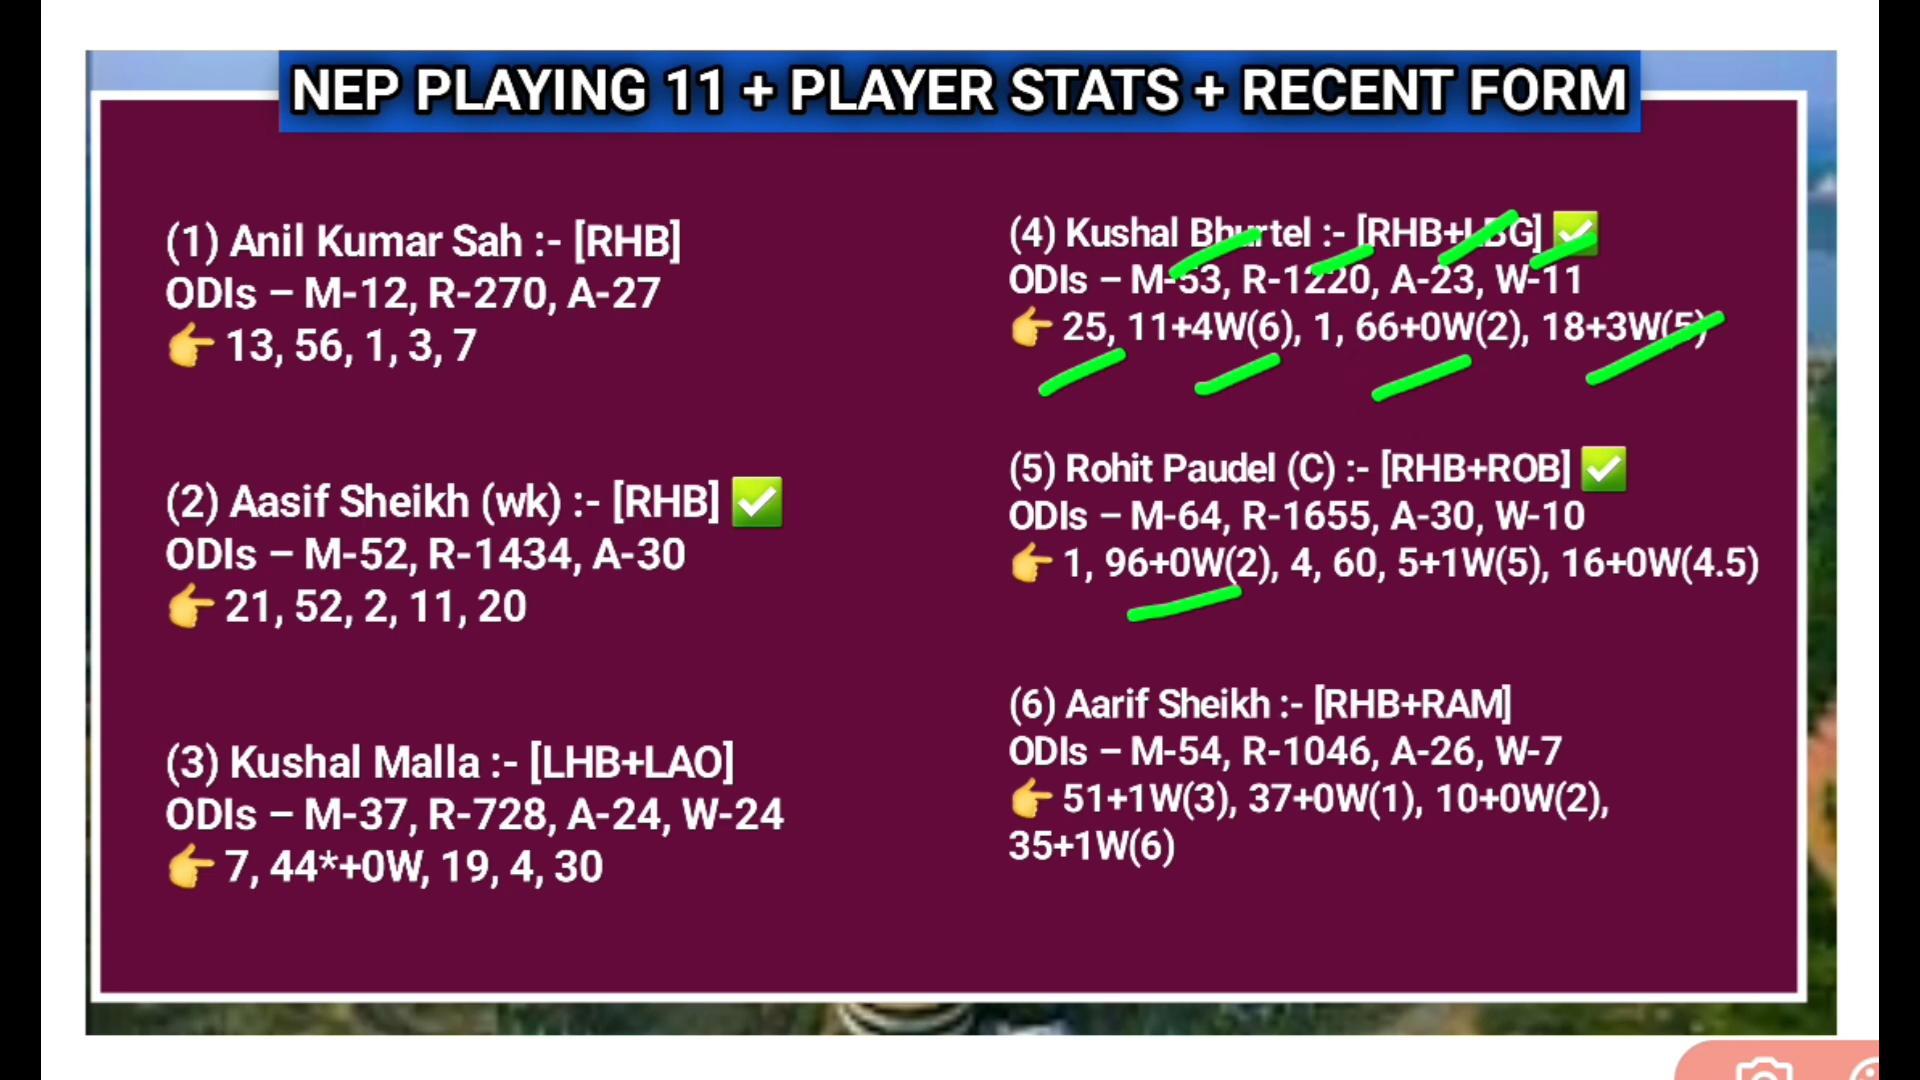 NEP PLAYING 11 + PLAYER STATS + RECENT FORM
(1) Anil Kumar Sah :- [RHB]
ODIs – M-12, R-270, A-27
👉 13, 56, 1, 3, 7
(2) Aasif Sheikh (wk) :- [RHB] ✅
ODIs – M-52, R-1434, A-30
👉 21, 52, 2, 11, 20
(3) Kushal Malla :- [LHB+LAO]
ODIs – M-37, R-728, A-24, W-24
👉 7, 44*+0W, 19, 4, 30
(4) Kushal Bhurtel :- [RHB+LBG] ✅
ODIs – M-53, R-1220, A-23, W-11
👉 25, 11+4W(6), 1, 66+0W(2), 18+3W(5)
(5) Rohit Paudel (C) :- [RHB+ROB] ✅
ODIs – M-64, R-1655, A-30, W-10
👉 1, 96+0W(2), 4, 60, 5+1W(5), 16+0W(4.5)
(6) Aarif Sheikh :- [RHB+RAM]
ODIs – M-54, R-1046, A-26, W-7
👉 51+1W(3), 37+0W(1), 10+0W(2),
35+1W(6)